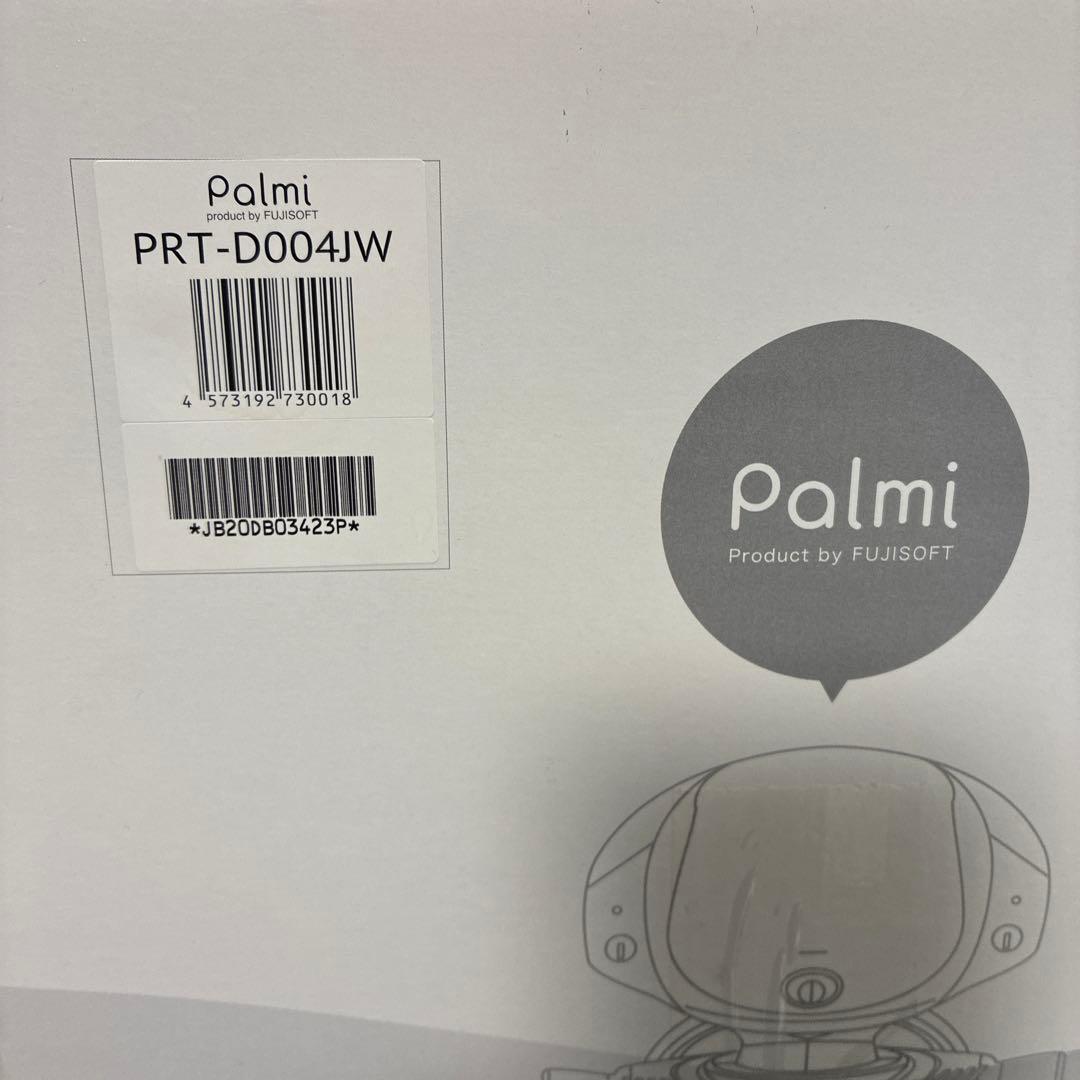 Palmi
product by FUJISOFT
PRT-D004JW
4 573192 730018
*JB20DB03423P*
Palmi
Product by FUJISOFT